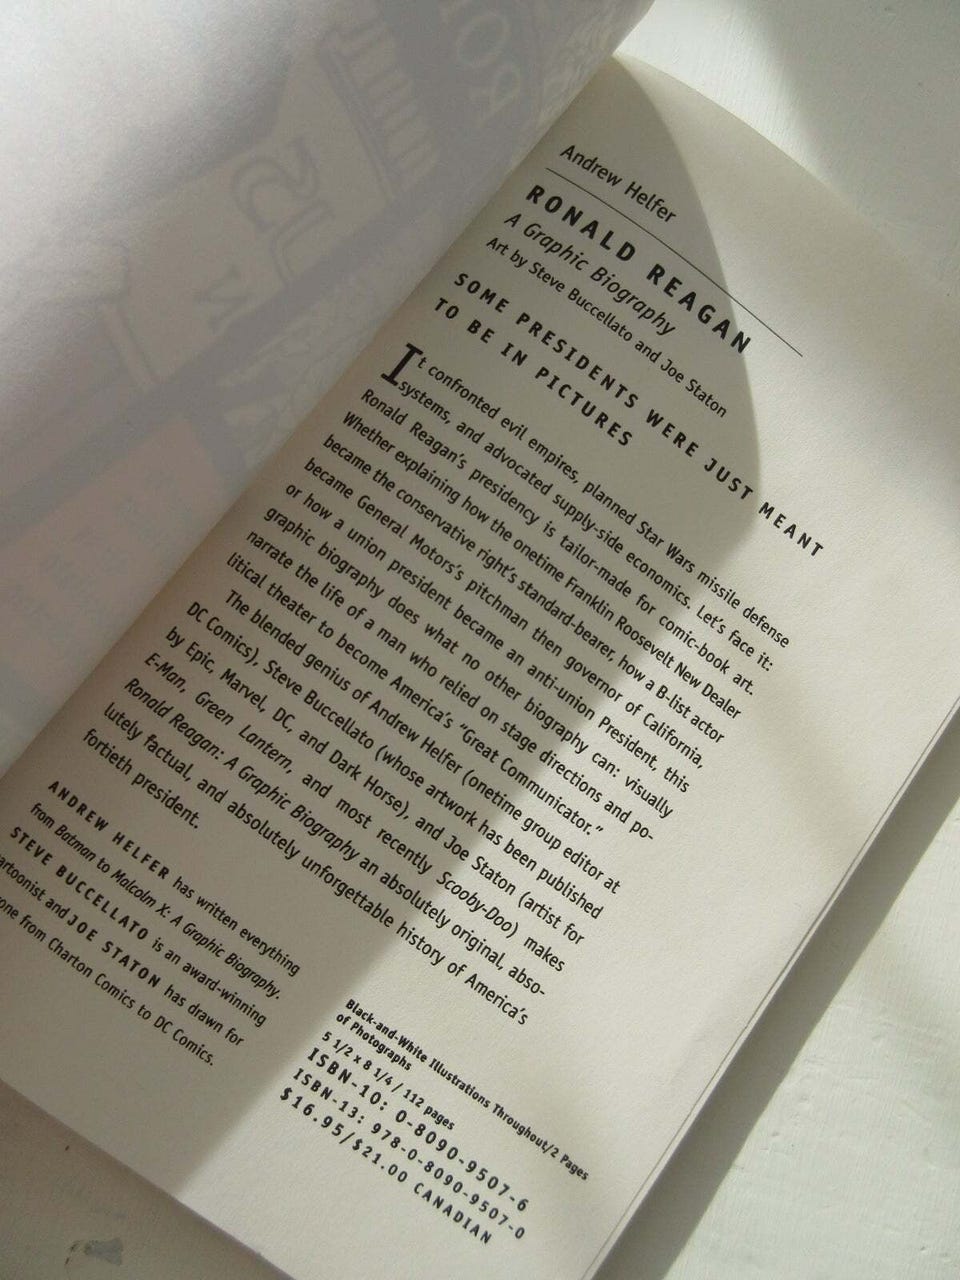 Andrew Helfer
RONALD REAGAN
A Graphic Biography
Art by Steve Buccellato and Joe Staton
SOME PRESIDENTS WERE JUST MEANT
TO BE IN PICTURES
It confronted evil empires, planned Star Wars missile defense
systems, and advocated supply-side economics. Let's face it:
Ronald Reagan's presidency is tailor-made for comic-book art.
Whether explaining how the onetime Franklin Roosevelt New Dealer
became the conservative right's standard-bearer, how a B-list actor
became General Motors's pitchman then governor of California,
or how a union president became an anti-union President, this
graphic biography does what no other biography can: visually
narrate the life of a man who relied on stage directions and po-
litical theater to become America's "Great Communicator."
The blended genius of Andrew Helfer (onetime group editor at
DC Comics), Steve Buccellato (whose artwork has been published
by Epic, Marvel, DC, and Dark Horse), and Joe Staton (artist for
E-Man, Green Lantern, and most recently Scooby-Doo) makes
Ronald Reagan: A Graphic Biography an absolutely original, abso-
lutely factual, and absolutely unforgettable history of America's
fortieth president.
ANDREW HELFER has written everything
from Batman to Malcolm X: A Graphic Biography.
STEVE BUCCELLATO is an award-winning
cartoonist and JOE STATON has drawn for
from Charlton Comics to DC Comics.
Black-and-White Illustrations Throughout/2 Pages
of Photographs
5 1/2 x 8 1/4 / 112 pages
ISBN-10: 0-8090-9507-6
ISBN-13: 978-0-8090-9507-0
$16.95/$21.00 CANADIAN